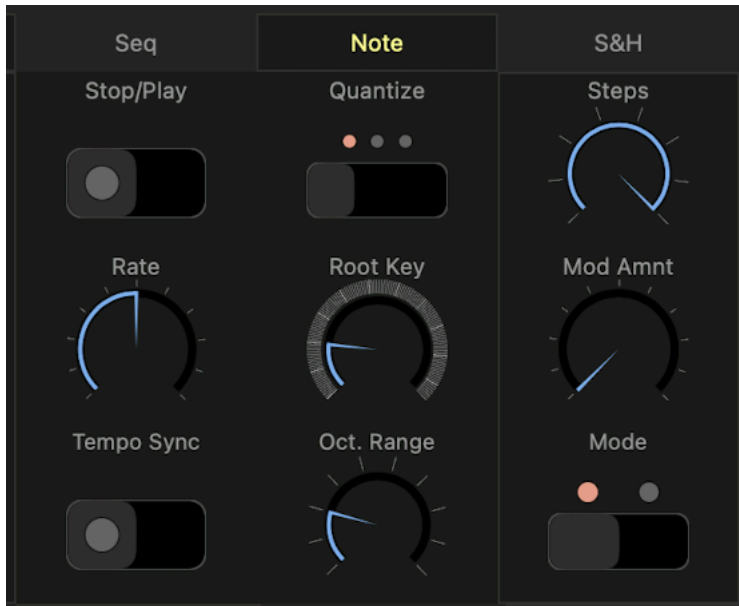 Seq
Note
S&H
Stop/Play
Quantize
Steps
Rate
Root Key
Mod Amnt
Tempo Sync
Oct. Range
Mode